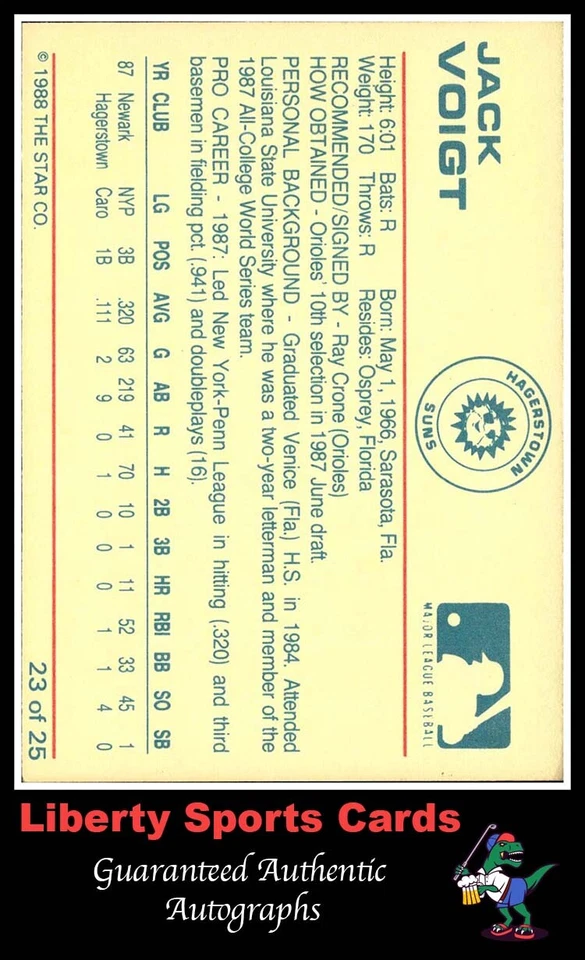 JACK
VOIGT
HAGERSTOWN
SUNS
MAJOR LEAGUE BASEBALL
Height: 6:01 Bats: R Born: May 1, 1966, Sarasota, Fla.
Weight: 170 Throws: R Resides: Osprey, Florida
RECOMMENDED/SIGNED BY - Ray Crone (Orioles)
HOW OBTAINED - Orioles' 10th selection in 1987 June draft.
PERSONAL BACKGROUND - Graduated Venice (Fla.) H.S. in 1984. Attended
Louisiana State University where he was a two-year letterman and member of the
1987 All-College World Series team.
PRO CAREER - 1987: Led New York-Penn League in hitting (.320) and third
basemen in fielding pct (.941) and doubleplays (16).
YR CLUB LG POS AVG G AB R H 2B 3B HR RBI BB SO SB
87 Newark NYP 3B .320 63 219 41 70 10 1 11 52 33 45 1
Hagerstown Caro 1B .111 2 9 0 1 0 0 0 1 1 4 0
© 1988 THE STAR CO.
23 of 25
Liberty Sports Cards
Guaranteed Authentic
Autographs